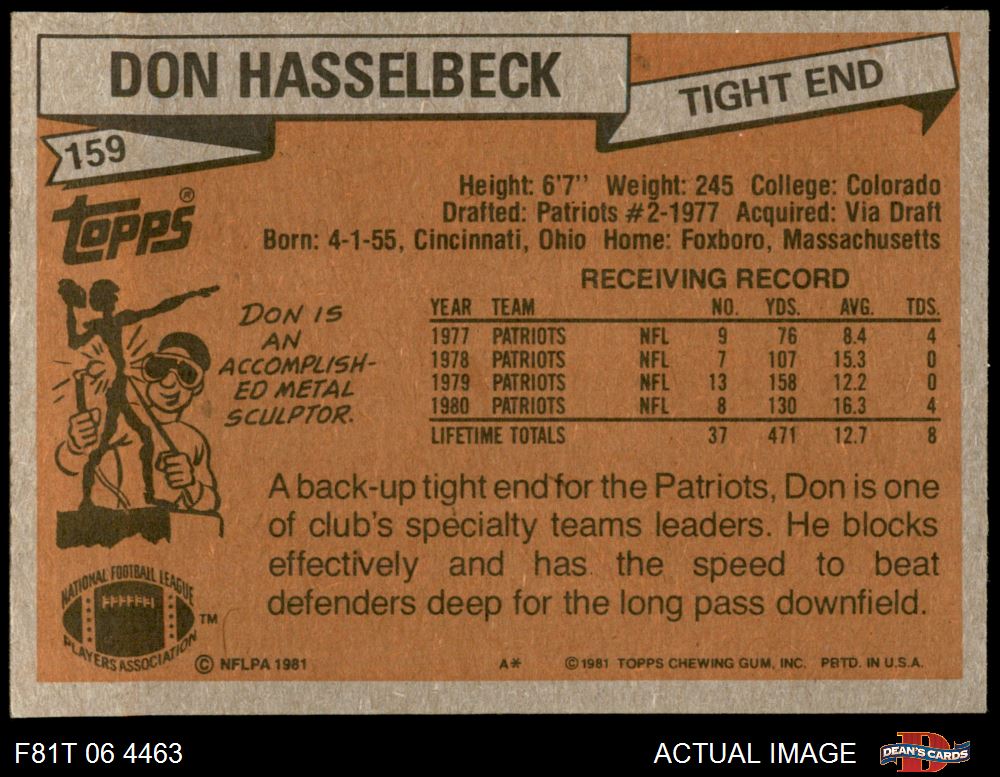 DON HASSELBECK
TIGHT END
159
TOPPS®
Height: 6'7'' Weight: 245 College: Colorado
Drafted: Patriots #2-1977 Acquired: Via Draft
Born: 4-1-55, Cincinnati, Ohio Home: Foxboro, Massachusetts
RECEIVING RECORD
YEAR TEAM NO. YDS. AVG. TDS.
1977 PATRIOTS NFL 9 76 8.4 4
1978 PATRIOTS NFL 7 107 15.3 0
1979 PATRIOTS NFL 13 158 12.2 0
1980 PATRIOTS NFL 8 130 16.3 4
LIFETIME TOTALS 37 471 12.7 8
DON IS
AN
ACCOMPLISH-
ED METAL
SCULPTOR.
A back-up tight end for the Patriots, Don is one
of club's specialty teams leaders. He blocks
effectively and has the speed to beat
defenders deep for the long pass downfield.
NATIONAL FOOTBALL LEAGUE
PLAYERS ASSOCIATION
TM
© NFLPA 1981 A* © 1981 TOPPS CHEWING GUM, INC. PRTD. IN U.S.A.
F81T 06 4463 ACTUAL IMAGE D DEAN'S CARDS